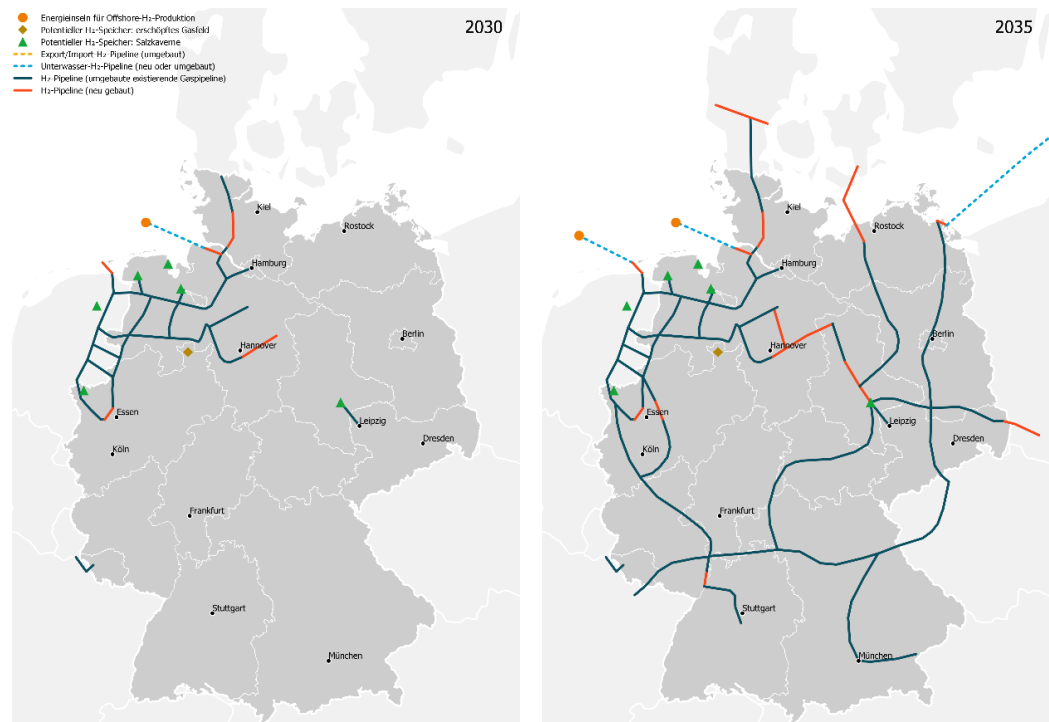 Energieinseln für Offshore-H₂-Produktion
Potentieller H₂-Speicher: erschöpftes Gasfeld
Potentieller H₂-Speicher: Salzkaverne
Export/Import-H₂-Pipeline (umgebaut)
Unterwasser-H₂-Pipeline (neu oder umgebaut)
H₂-Pipeline (umgebaute existierende Gaspipeline)
H₂-Pipeline (neu gebaut)
2030
Kiel
Rostock
Hamburg
Berlin
Hannover
Essen
Leipzig
Dresden
Köln
Frankfurt
Stuttgart
München
2035
Kiel
Rostock
Hamburg
Berlin
Hannover
Essen
Leipzig
Dresden
Köln
Frankfurt
Stuttgart
München